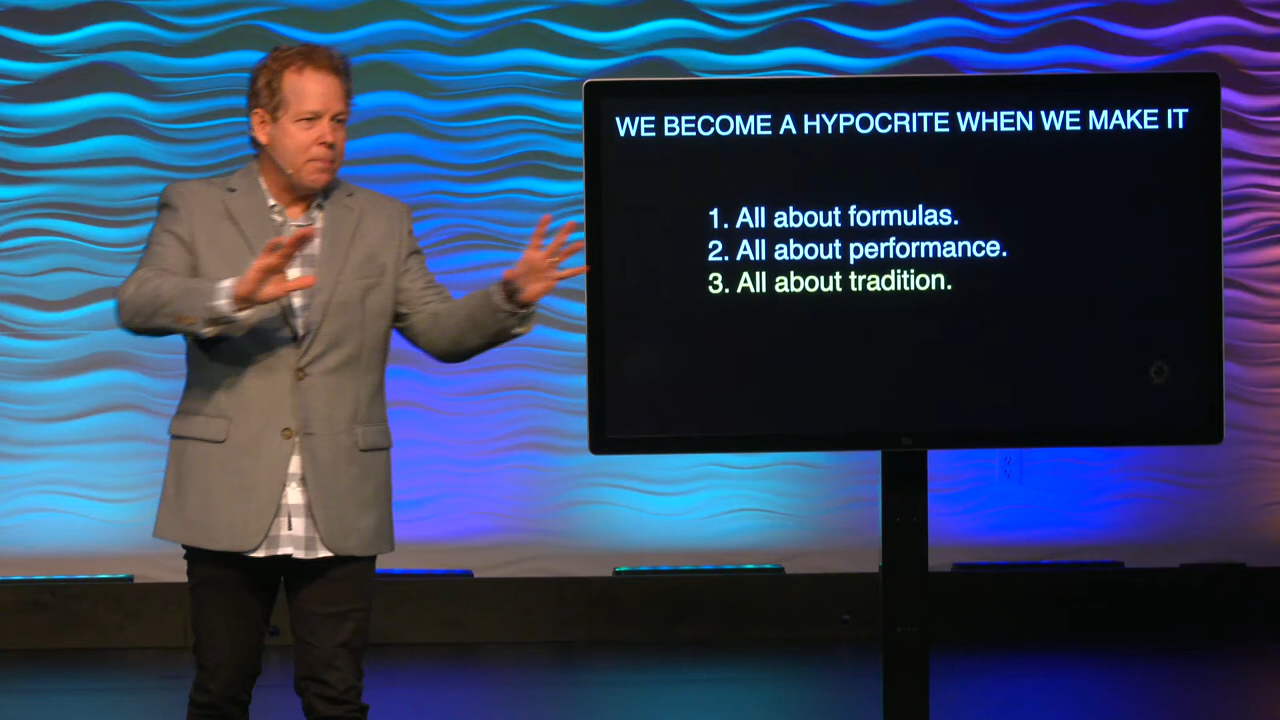 WE BECOME A HYPOCRITE WHEN WE MAKE IT
1. All about formulas.
2. All about performance.
3. All about tradition.